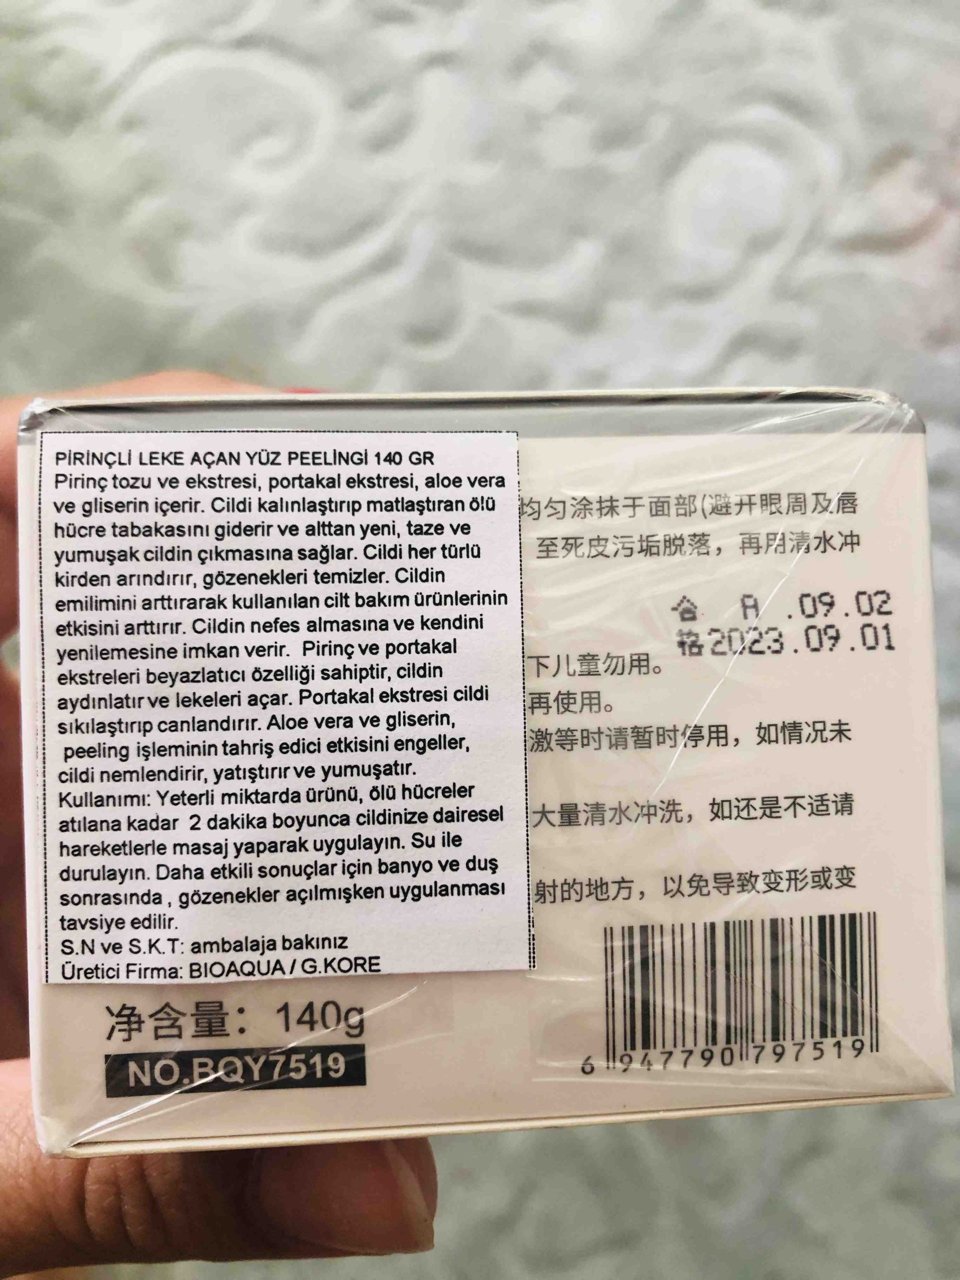 PİRİNÇLİ LEKE AÇAN YÜZ PEELİNGİ 140 GR
Pirinç tozu ve ekstresi, portakal ekstresi, aloe vera
ve gliserin içerir. Cildi kalınlaştırıp matlaştıran ölü
hücre tabakasını giderir ve alttan yeni, taze ve
yumuşak cildin çıkmasına sağlar. Cildi her türlü
kirden arındırır, gözenekleri temizler. Cildin
emilimini arttırarak kullanılan cilt bakım ürünlerinin
etkisini arttırır. Cildin nefes almasına ve kendini
yenilemesine imkan verir. Pirinç ve portakal
ekstreleri beyazlatıcı özelliği sahiptir, cildin
aydınlatır ve lekeleri açar. Portakal ekstresi cildi
sıkılaştırıp canlandırır. Aloe vera ve gliserin,
peeling işleminin tahriş edici etkisini engeller,
cildi nemlendirir, yatıştırır ve yumuşatır.
Kullanımı: Yeterli miktarda ürünü, ölü hücreler
atılana kadar 2 dakika boyunca cildinize dairesel
hareketlerle masaj yaparak uygulayın. Su ile
durulayın. Daha etkili sonuçlar için banyo ve duş
sonrasında , gözenekler açılmışken uygulanması
tavsiye edilir.
S.N ve S.K.T: ambalaja bakınız
Üretici Firma: BIOAQUA / G.KORE
均匀涂抹于面部(避开眼周及唇
至死皮污垢脱落，再用清水冲
合 A .09.02
格2023.09.01
下儿童勿用。
再使用。
激等时请暂时停用，如情况未
大量清水冲洗，如还是不适请
射的地方，以免导致变形或变
净含量：140g
NO.BQY7519
6 947790 797519